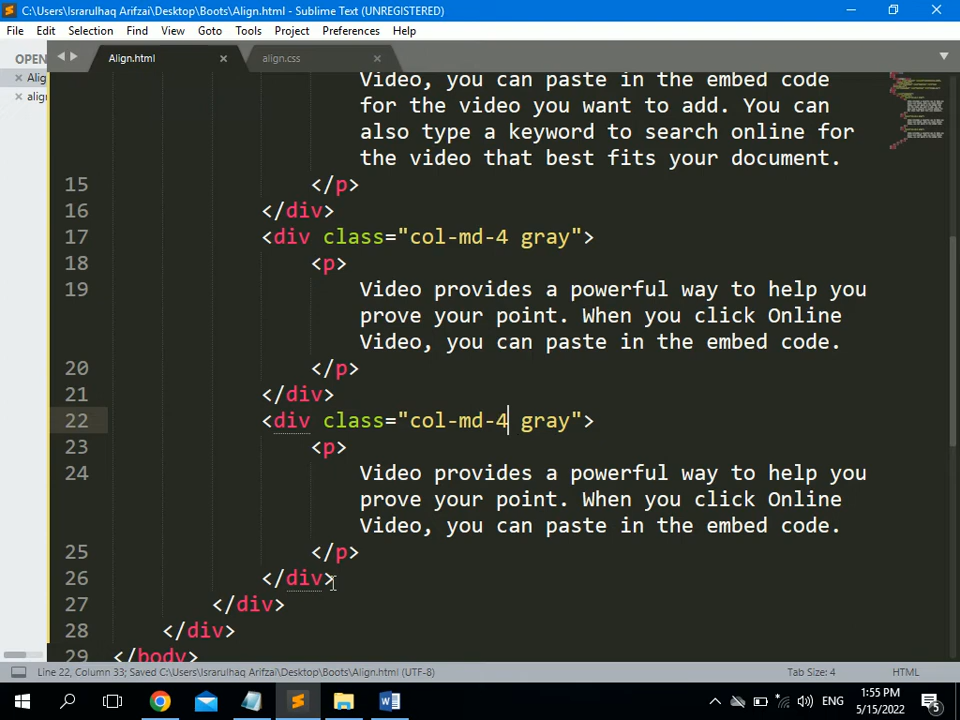 C:\Users\Israrulhaq Arifzai\Desktop\Boots\Align.html - Sublime Text (UNREGISTERED)
File Edit Selection Find View Goto Tools Project Preferences Help
OPEN
Align.html
align.css
Alig
align
Video, you can paste in the embed code
for the video you want to add. You can
also type a keyword to search online for
the video that best fits your document.
15 </p>
16 </div>
17 <div class="col-md-4 gray">
18 <p>
19 Video provides a powerful way to help you
prove your point. When you click Online
Video, you can paste in the embed code.
20 </p>
21 </div>
22 <div class="col-md-4 gray">
23 <p>
24 Video provides a powerful way to help you
prove your point. When you click Online
Video, you can paste in the embed code.
25 </p>
26 </div>
27 </div>
28 </div>
29 </body>
Line 22, Column 33; Saved C:\Users\Israrulhaq Arifzai\Desktop\Boots\Align.html (UTF-8)
Tab Size: 4
HTML
ENG
1:55 PM
5/15/2022
5